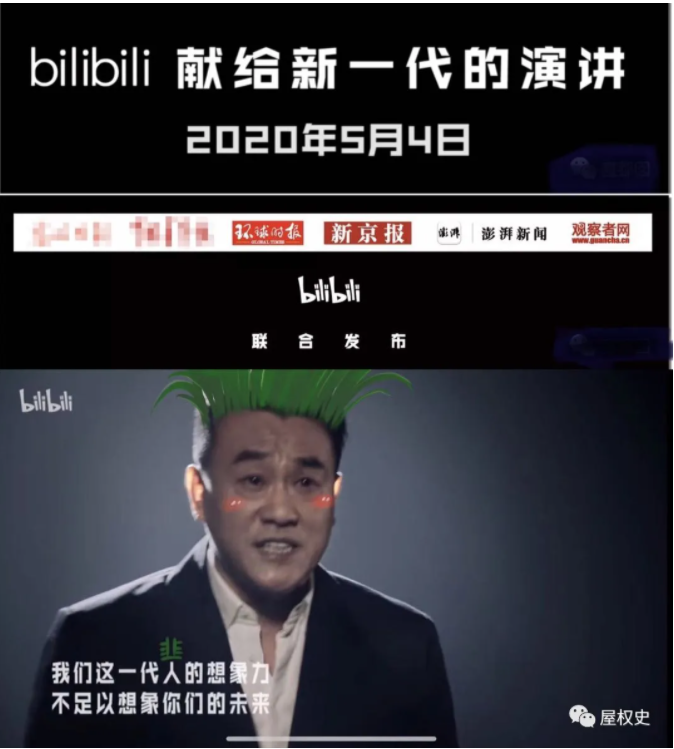 bilibili 献给新一代的演讲
2020年5月4日
环球时报 新京报 澎湃 澎湃新闻 观察者网
GLOBAL TIMES www.guancha.cn
bilibili
联合发布
bilibili
韭
我们这一代人的想象力
不足以想象你们的未来
屋权史